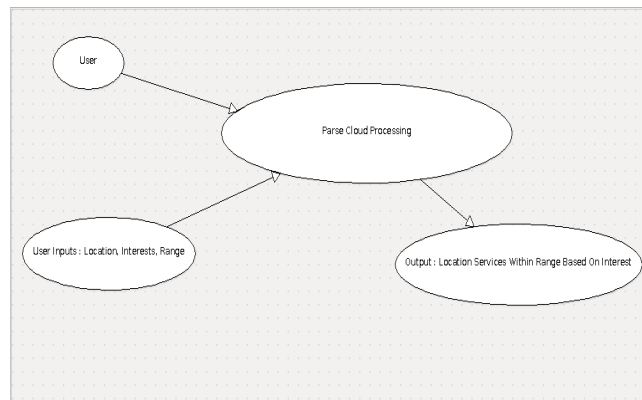 User
Parse Cloud Processing
User Inputs : Location, Interests, Range
Output : Location Services Within Range Based On Interest